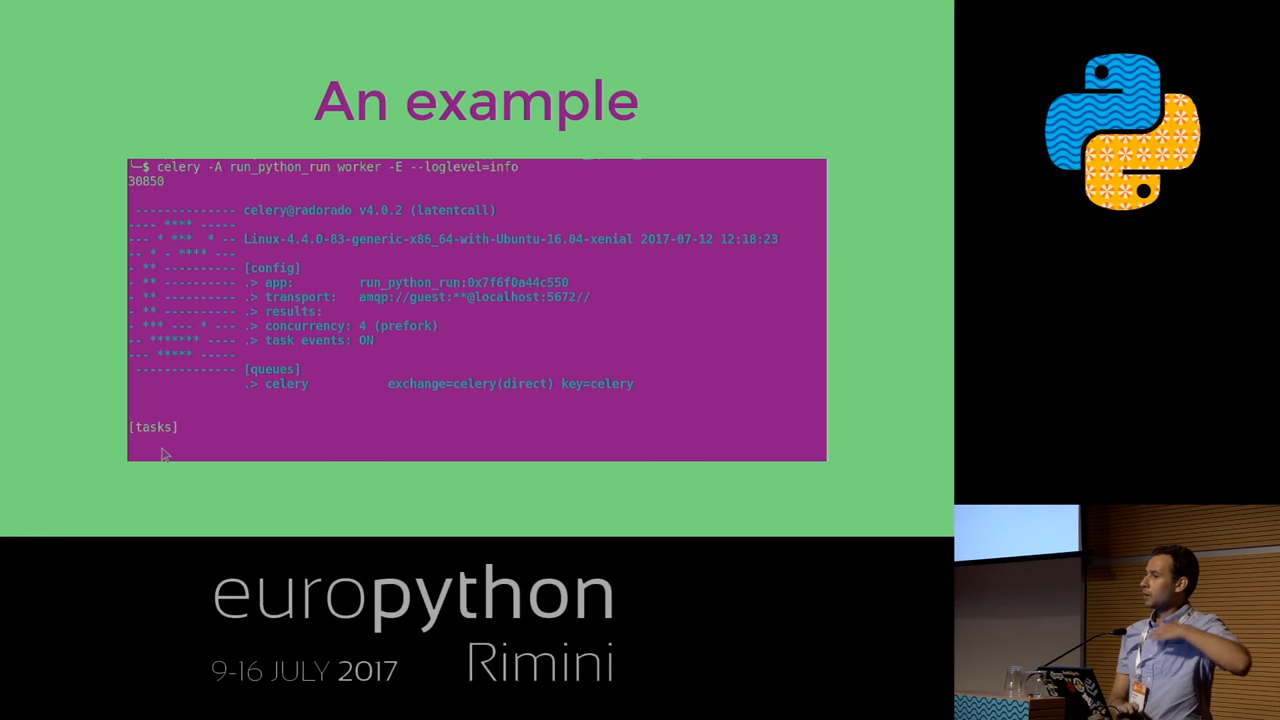 An example
╰─$ celery -A run_python_run worker -E --loglevel=info
30850
 -------------- celery@radorado v4.0.2 (latentcall)
---- **** -----
--- * ***  * -- Linux-4.4.0-83-generic-x86_64-with-Ubuntu-16.04-xenial 2017-07-12 12:18:23
-- * - **** ---
- ** ---------- [config]
- ** ---------- .> app:         run_python_run:0x7f6f0a44c550
- ** ---------- .> transport:   amqp://guest:**@localhost:5672//
- ** ---------- .> results:
- *** --- * --- .> concurrency: 4 (prefork)
-- ******* ---- .> task events: ON
--- ***** -----
 -------------- [queues]
                .> celery           exchange=celery(direct) key=celery
[tasks]
europython
9-16 JULY 2017 Rimini